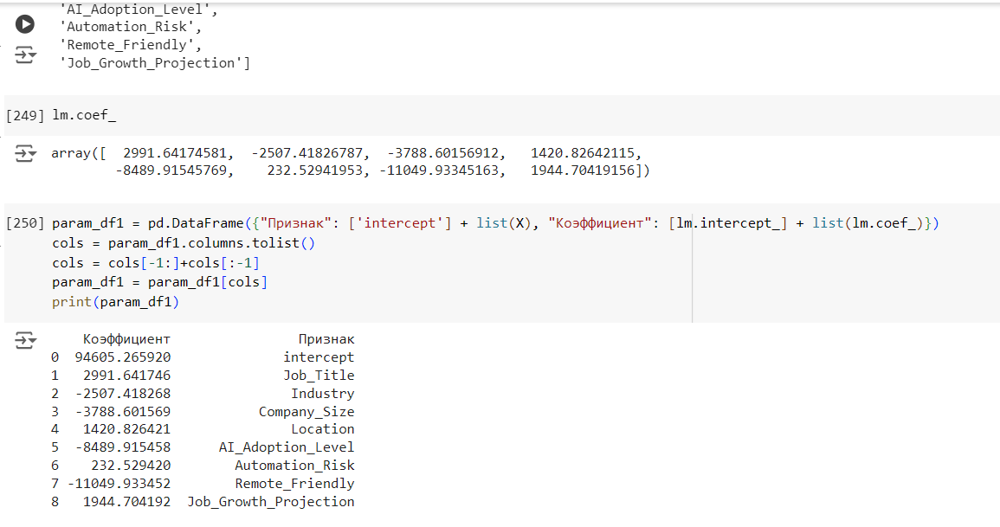 'AI_Adoption_Level',
'Automation_Risk',
'Remote_Friendly',
'Job_Growth_Projection']
[249] lm.coef_
array([  2991.64174581,  -2507.41826787,  -3788.60156912,   1420.82642115,
        -8489.91545769,    232.52941953, -11049.93345163,   1944.70419156])
[250] param_df1 = pd.DataFrame({"Признак": ['intercept'] + list(X), "Коэффициент": [lm.intercept_] + list(lm.coef_)})
cols = param_df1.columns.tolist()
cols = cols[-1:]+cols[:-1]
param_df1 = param_df1[cols]
print(param_df1)
    Коэффициент                Признак
0  94605.265920              intercept
1   2991.641746              Job_Title
2  -2507.418268               Industry
3  -3788.601569           Company_Size
4   1420.826421               Location
5  -8489.915458      AI_Adoption_Level
6    232.529420        Automation_Risk
7 -11049.933452        Remote_Friendly
8   1944.704192  Job_Growth_Projection